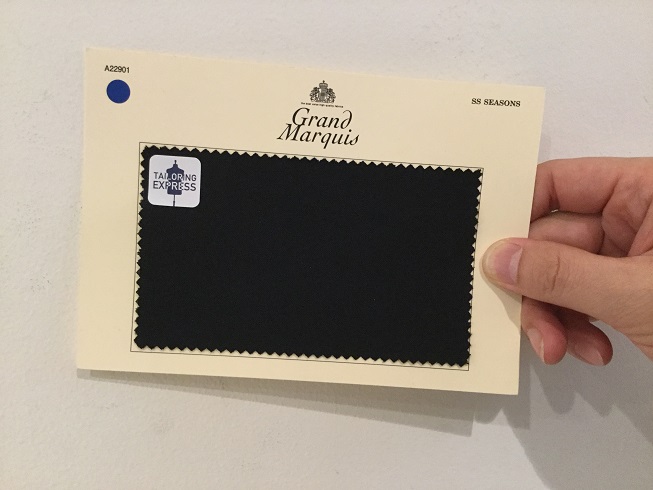 A22901
SS SEASONS
Grand
Marquis
TAILORING
EXPRESS